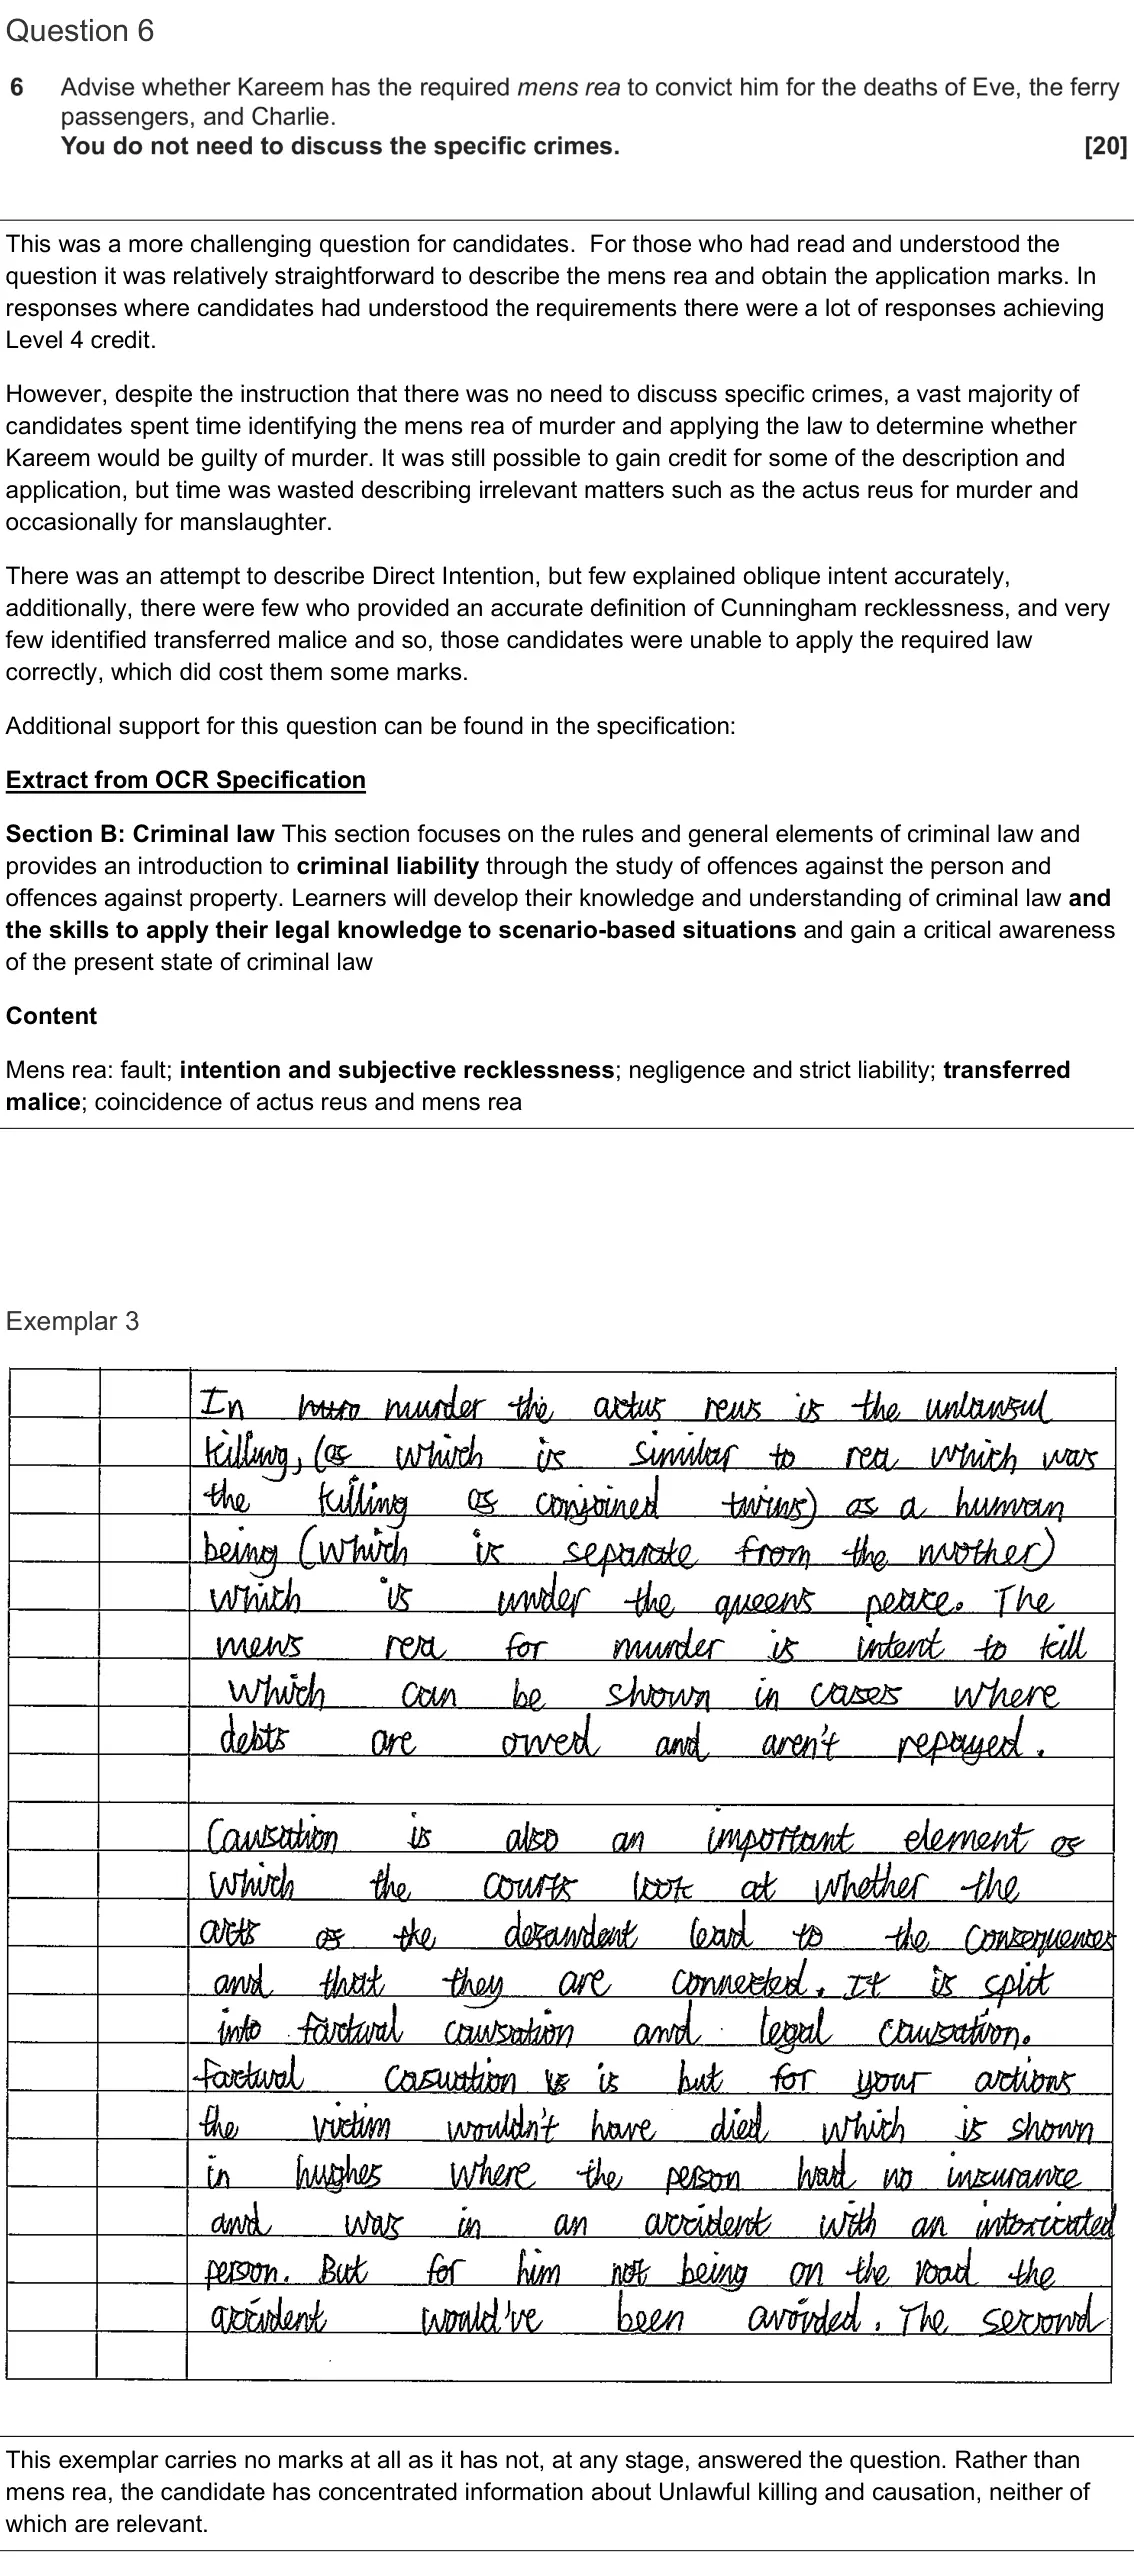 Question 6
6 Advise whether Kareem has the required mens rea to convict him for the deaths of Eve, the ferry
passengers, and Charlie.
You do not need to discuss the specific crimes. [20]
This was a more challenging question for candidates. For those who had read and understood the
question it was relatively straightforward to describe the mens rea and obtain the application marks. In
responses where candidates had understood the requirements there were a lot of responses achieving
Level 4 credit.
However, despite the instruction that there was no need to discuss specific crimes, a vast majority of
candidates spent time identifying the mens rea of murder and applying the law to determine whether
Kareem would be guilty of murder. It was still possible to gain credit for some of the description and
application, but time was wasted describing irrelevant matters such as the actus reus for murder and
occasionally for manslaughter.
There was an attempt to describe Direct Intention, but few explained oblique intent accurately,
additionally, there were few who provided an accurate definition of Cunningham recklessness, and very
few identified transferred malice and so, those candidates were unable to apply the required law
correctly, which did cost them some marks.
Additional support for this question can be found in the specification:
Extract from OCR Specification
Section B: Criminal law This section focuses on the rules and general elements of criminal law and
provides an introduction to criminal liability through the study of offences against the person and
offences against property. Learners will develop their knowledge and understanding of criminal law and
the skills to apply their legal knowledge to scenario-based situations and gain a critical awareness
of the present state of criminal law
Content
Mens rea: fault; intention and subjective recklessness; negligence and strict liability; transferred
malice; coincidence of actus reus and mens rea
Exemplar 3
In murder the actus reus is the unlawful
killing, (of which is similar to rea which was
the killing of conjoined twins) of a human
being (which is separate from the mother)
which is under the queens peace. The
mens rea for murder is intent to kill
which can be shown in cases where
debts are owed and aren't repayed.
Causation is also an important element of
which the courts look at whether the
acts of the defandent lead to the consequences
and that they are connected. It is split
into factual causation and legal causation.
factual casuation is but for your actions
the victim wouldn't have died which is shown
in hughes where the person had no insurance
and was in an accident with an intoxicated
person. But for him not being on the road the
accident would've been avoided. The second
This exemplar carries no marks at all as it has not, at any stage, answered the question. Rather than
mens rea, the candidate has concentrated information about Unlawful killing and causation, neither of
which are relevant.